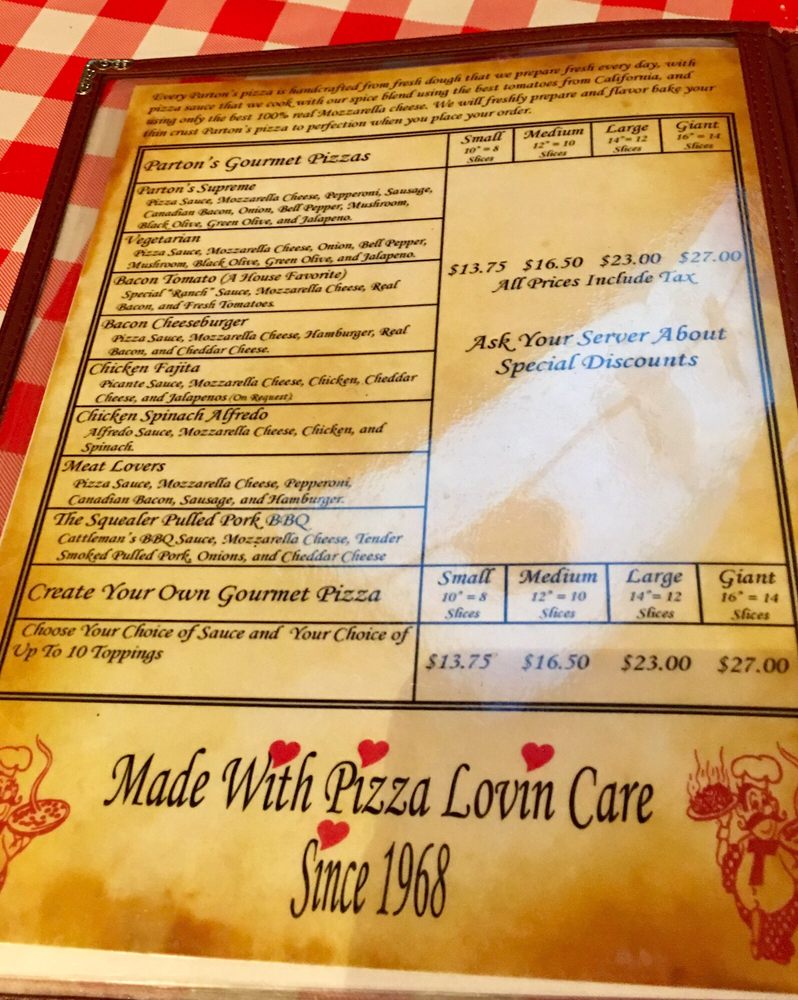 Every Parton's pizza is handcrafted from fresh dough that we prepare fresh every day, with
pizza sauce that we cook with our spice blend using the best tomatoes from California, and
using only the best 100% real Mozzarella cheese. We will freshly prepare and flavor bake your
thin crust Parton's pizza to perfection when you place your order.
Parton's Gourmet Pizzas
Small Medium Large Giant
10" = 8 12" = 10 14" = 12 16" = 14
Slices Slices Slices Slices
Parton's Supreme
Pizza Sauce, Mozzarella Cheese, Pepperoni, Sausage,
Canadian Bacon, Onion, Bell Pepper, Mushroom,
Black Olive, Green Olive, and Jalapeno.
Vegetarian
Pizza Sauce, Mozzarella Cheese, Onion, Bell Pepper,
Mushroom, Black Olive, Green Olive, and Jalapeno.
Bacon Tomato (A House Favorite)
Special "Ranch" Sauce, Mozzarella Cheese, Real
Bacon, and Fresh Tomatoes.
Bacon Cheeseburger
Pizza Sauce, Mozzarella Cheese, Hamburger, Real
Bacon, and Cheddar Cheese.
Chicken Fajita
Picante Sauce, Mozzarella Cheese, Chicken, Cheddar
Cheese, and Jalapenos (On Request)
Chicken Spinach Alfredo
Alfredo Sauce, Mozzarella Cheese, Chicken, and
Spinach.
Meat Lovers
Pizza Sauce, Mozzarella Cheese, Pepperoni,
Canadian Bacon, Sausage, and Hamburger.
The Squealer Pulled Pork BBQ
Cattleman's BBQ Sauce, Mozzarella Cheese, Tender
Smoked Pulled Pork, Onions, and Cheddar Cheese
$13.75 $16.50 $23.00 $27.00
All Prices Include Tax
Ask Your Server About
Special Discounts
Create Your Own Gourmet Pizza
Small Medium Large Giant
10" = 8 12" = 10 14" = 12 16" = 14
Slices Slices Slices Slices
Choose Your Choice of Sauce and Your Choice of
Up To 10 Toppings
$13.75 $16.50 $23.00 $27.00
Made With Pizza Lovin Care
Since 1968